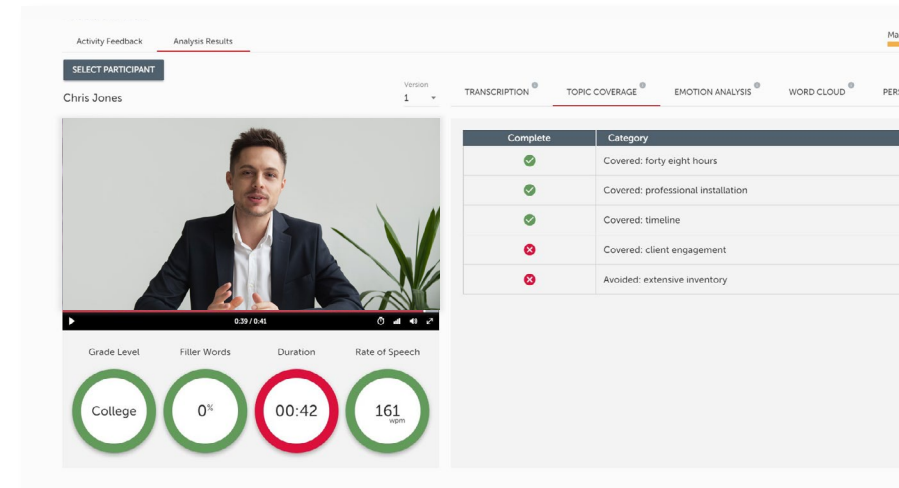 Activity Feedback
Analysis Results
Ma
SELECT PARTICIPANT
Chris Jones
Version
1
TRANSCRIPTION
TOPIC COVERAGE
EMOTION ANALYSIS
WORD CLOUD
PERS
Complete Category
Covered: forty eight hours
Covered: professional installation
Covered: timeline
Covered: client engagement
Avoided: extensive inventory
0:39 / 0:41
Grade Level Filler Words Duration Rate of Speech
College 0% 00:42 161
wpm